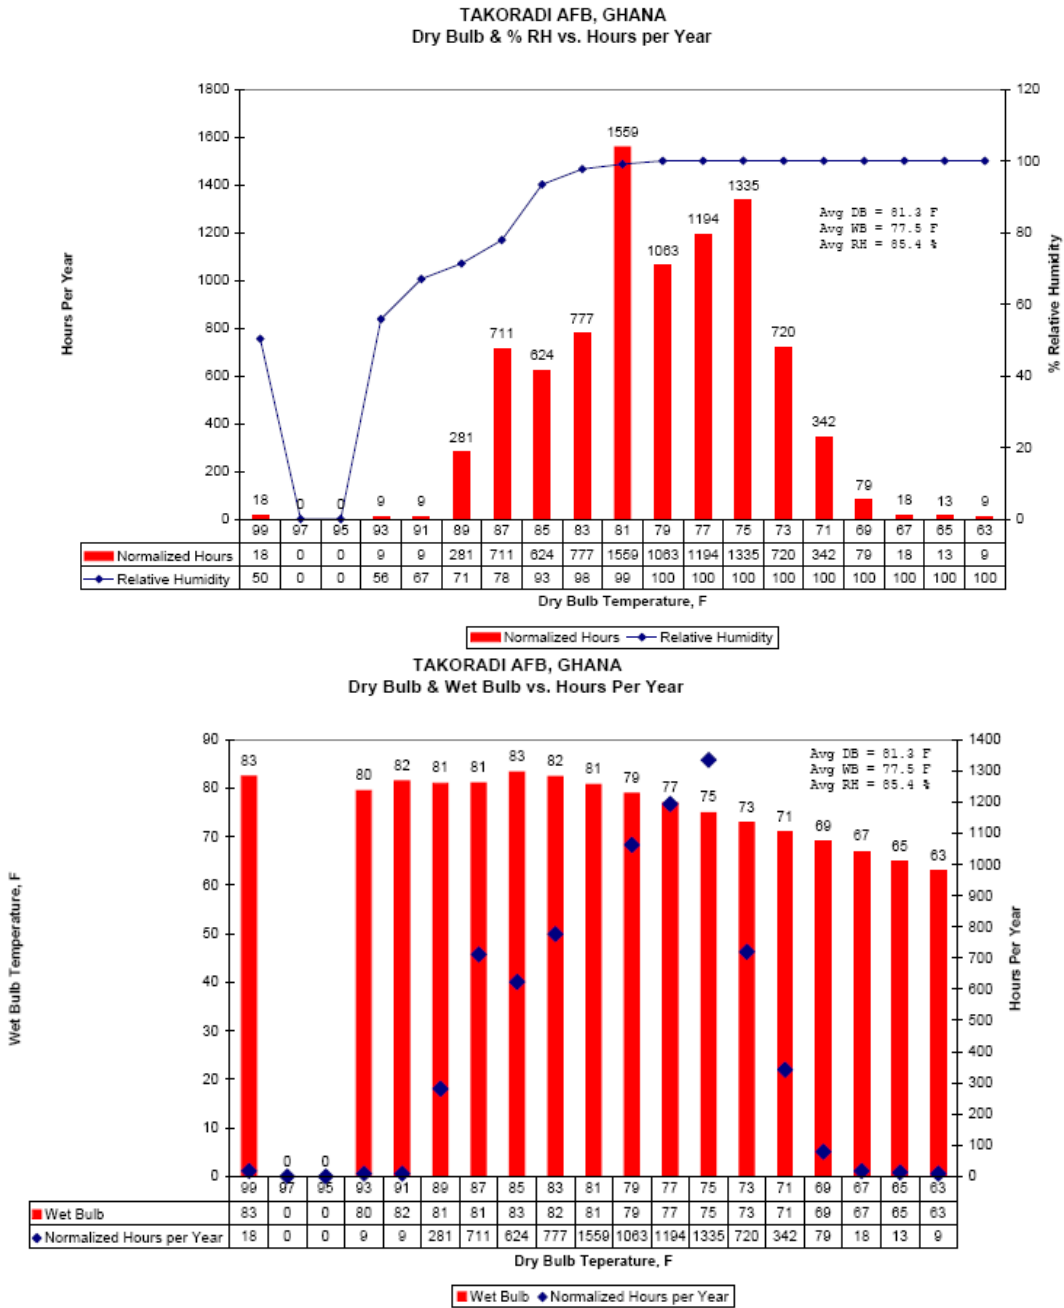 TAKORADI AFB, GHANA
Dry Bulb & % RH vs. Hours per Year
1800
1600
1400
1200
1000
800
600
400
200
0
Hours Per Year
120
100
80
60
40
20
0
% Relative Humidity
Avg DB = 81.3 F
Avg WB = 77.5 F
Avg RH = 85.4 %
18 0 0 9 9 281 711 624 777 1559 1063 1194 1335 720 342 79 18 13 9
99 97 95 93 91 89 87 85 83 81 79 77 75 73 71 69 67 65 63
Normalized Hours 18 0 0 9 9 281 711 624 777 1559 1063 1194 1335 720 342 79 18 13 9
Relative Humidity 50 0 0 56 67 71 78 93 98 99 100 100 100 100 100 100 100 100 100
Dry Bulb Temperature, F
Normalized Hours Relative Humidity
TAKORADI AFB, GHANA
Dry Bulb & Wet Bulb vs. Hours Per Year
90
80
70
60
50
40
30
20
10
0
Wet Bulb Temperature, F
1400
1300
1200
1100
1000
900
800
700
600
500
400
300
200
100
0
Hours Per Year
Avg DB = 81.3 F
Avg WB = 77.5 F
Avg RH = 85.4 %
83 0 0 80 82 81 81 83 82 81 79 77 75 73 71 69 67 65 63
99 97 95 93 91 89 87 85 83 81 79 77 75 73 71 69 67 65 63
Wet Bulb 83 0 0 80 82 81 81 83 82 81 79 77 75 73 71 69 67 65 63
Normalized Hours per Year 18 0 0 9 9 281 711 624 777 1559 1063 1194 1335 720 342 79 18 13 9
Dry Bulb Teperature, F
Wet Bulb Normalized Hours per Year